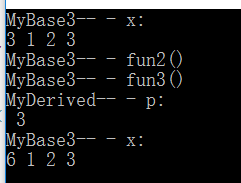 MyBase3-- - x:
3 1 2 3
MyBase3-- - fun2()
MyBase3-- - fun3()
MyDerived-- - p:
 3
MyBase3-- - x:
6 1 2 3